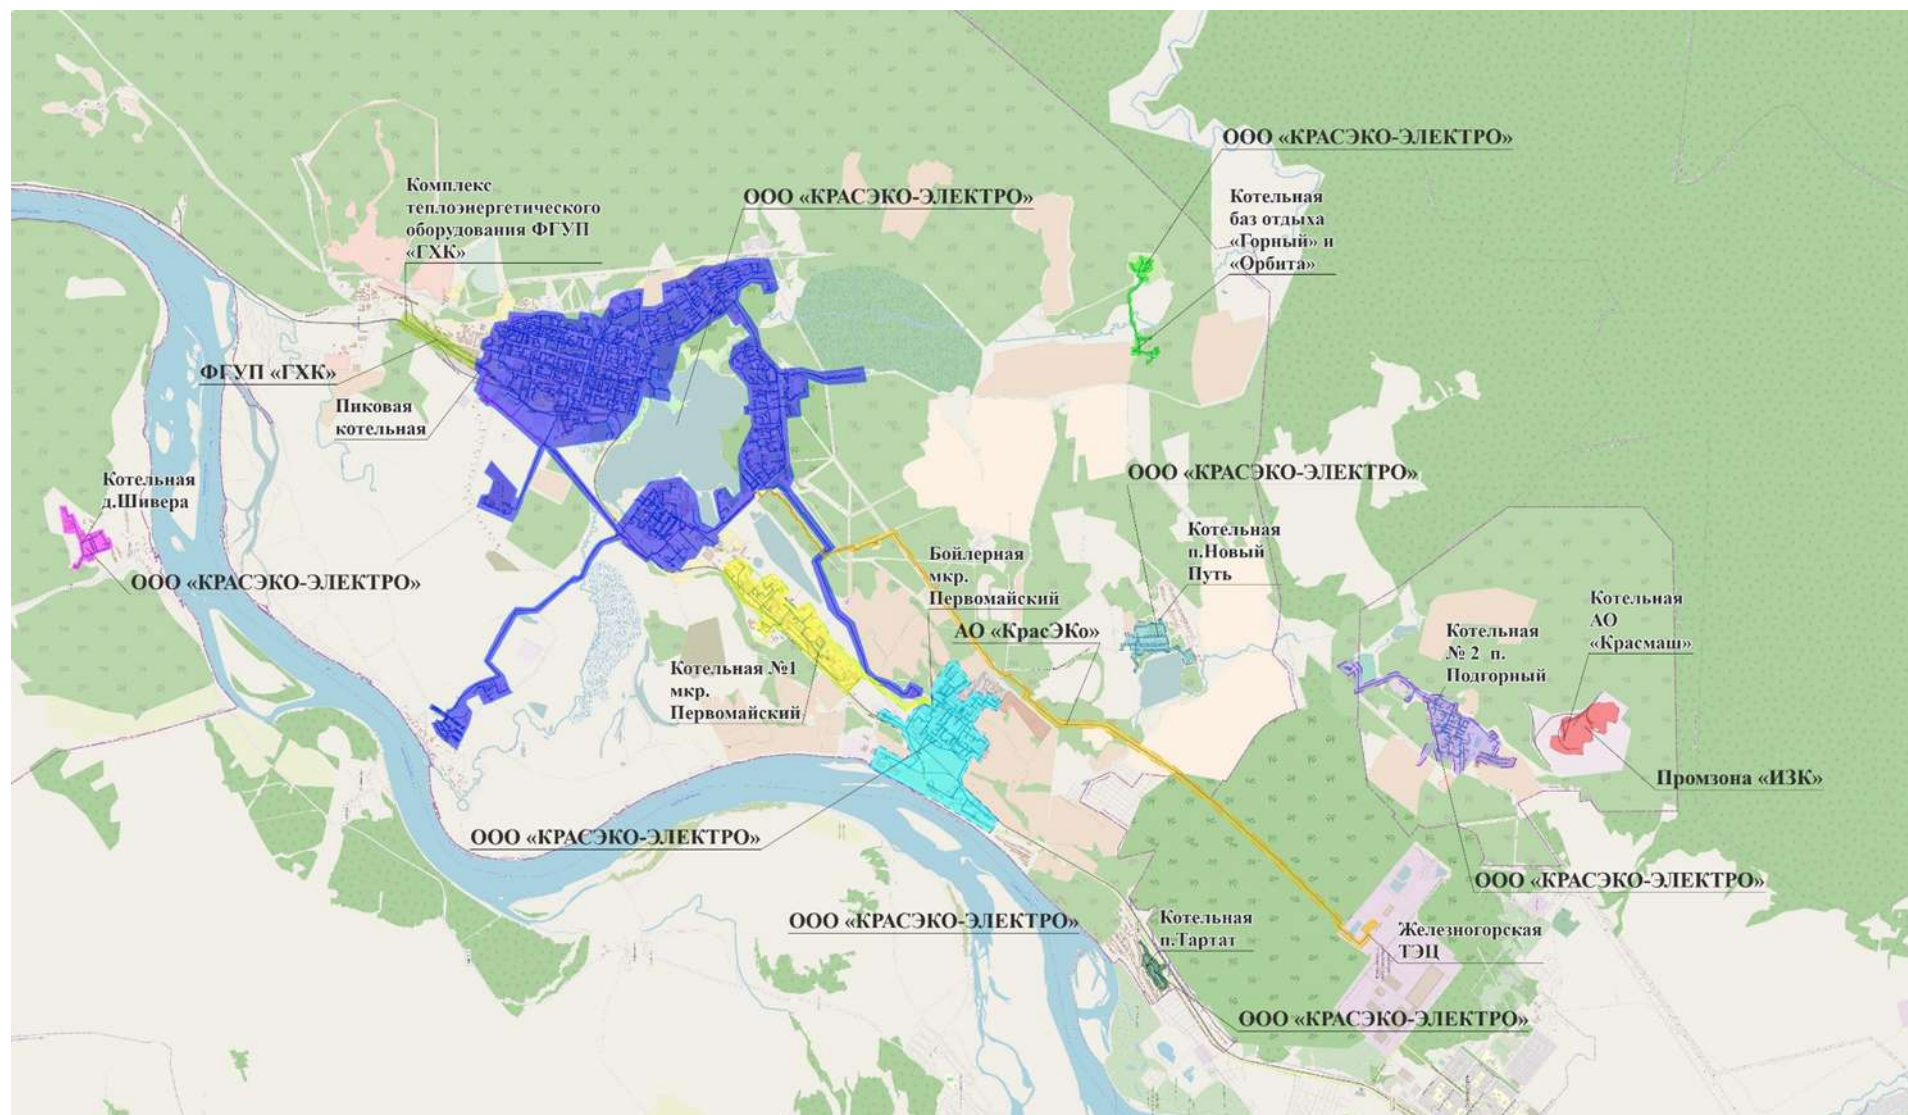 ООО «КРАСЭКО-ЭЛЕКТРО»
Комплекс
теплоэнергетического
оборудования ФГУП
«ГХК»
ООО «КРАСЭКО-ЭЛЕКТРО»
Котельная
баз отдыха
«Горный» и
«Орбита»
ФГУП «ГХК»
Пиковая
котельная
Котельная
д.Шивера
ООО «КРАСЭКО-ЭЛЕКТРО»
ООО «КРАСЭКО-ЭЛЕКТРО»
Котельная
п.Новый
Путь
Бойлерная
мкр.
Первомайский
АО «КрасЭКо»
Котельная №1
мкр.
Первомайский
Котельная
№ 2 п.
Подгорный
Котельная
АО
«Красмаш»
Промзона «ИЗК»
ООО «КРАСЭКО-ЭЛЕКТРО»
ООО «КРАСЭКО-ЭЛЕКТРО»
ООО «КРАСЭКО-ЭЛЕКТРО»
Котельная
п.Тартат
Железногорская
ТЭЦ
ООО «КРАСЭКО-ЭЛЕКТРО»